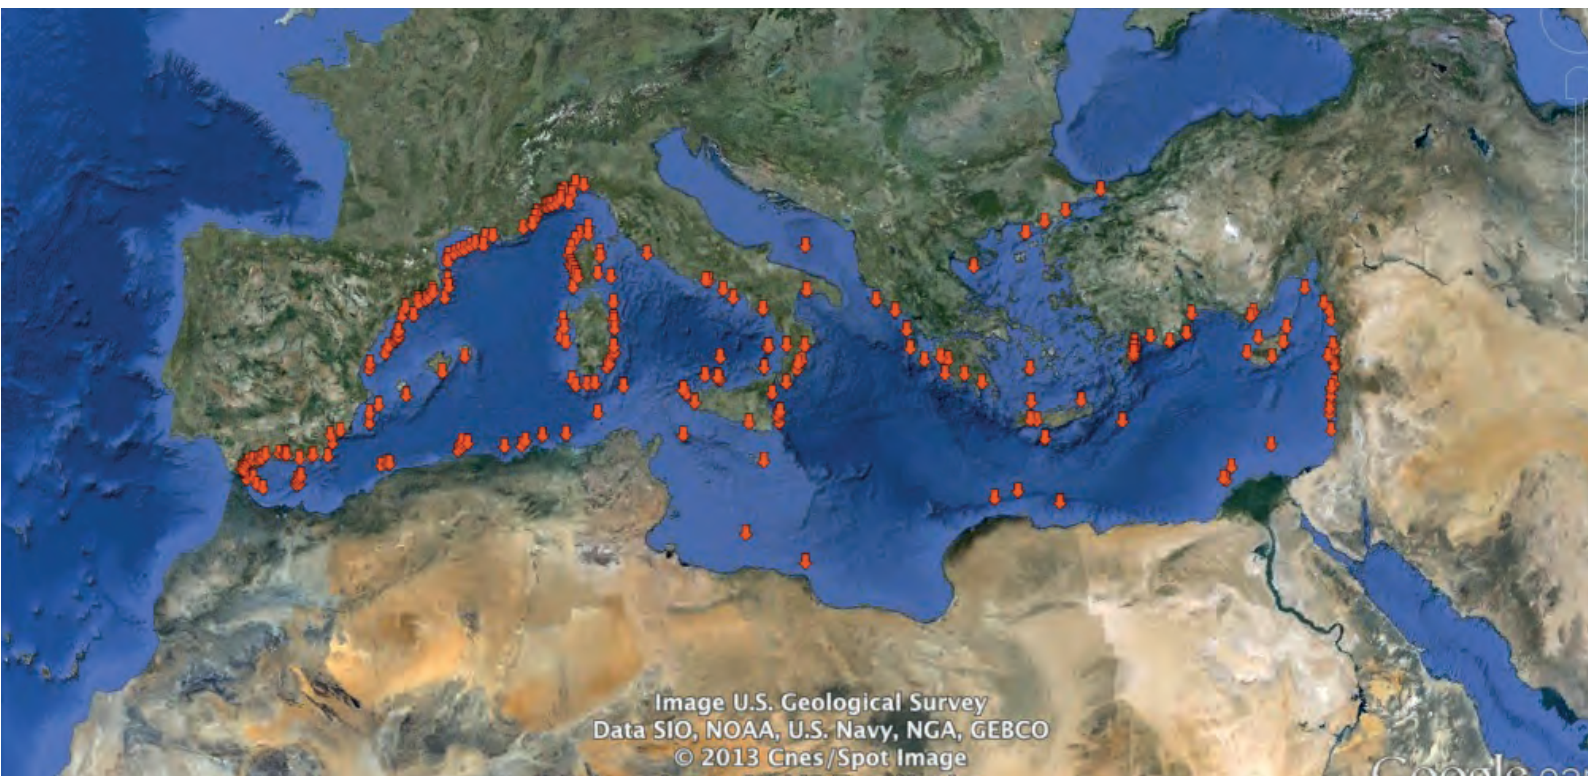 Image U.S. Geological Survey
Data SIO, NOAA, U.S. Navy, NGA, GEBCO
© 2013 Cnes/Spot Image